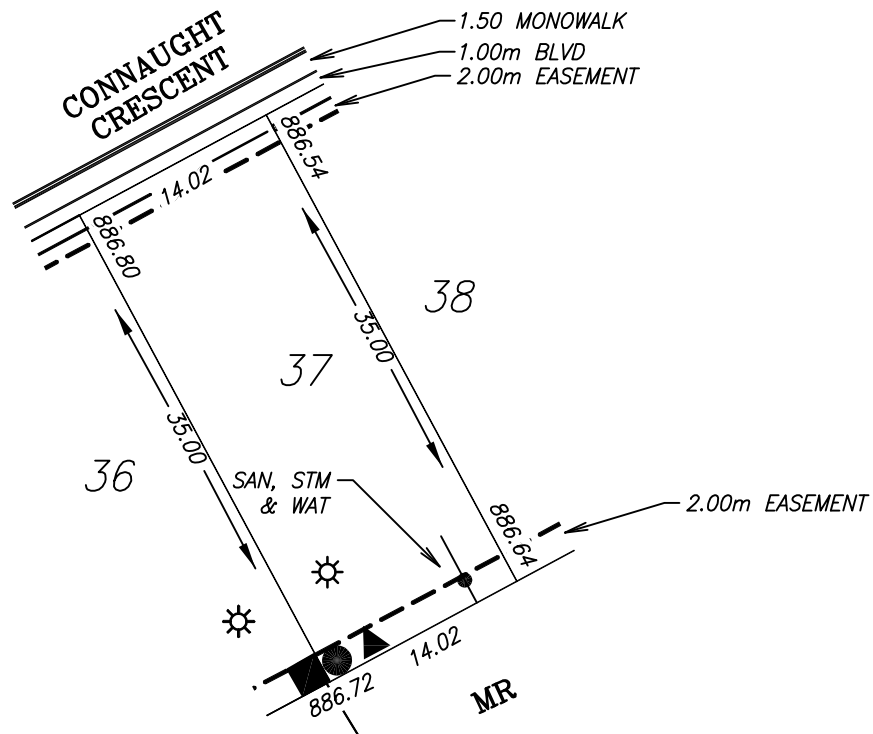 CONNAUGHT
CRESCENT
1.50 MONOWALK
1.00m BLVD
2.00m EASEMENT
14.02
886.54
886.80
38
35.00
37
35.00
36
SAN, STM
& WAT
886.64
2.00m EASEMENT
14.02
886.72
MR